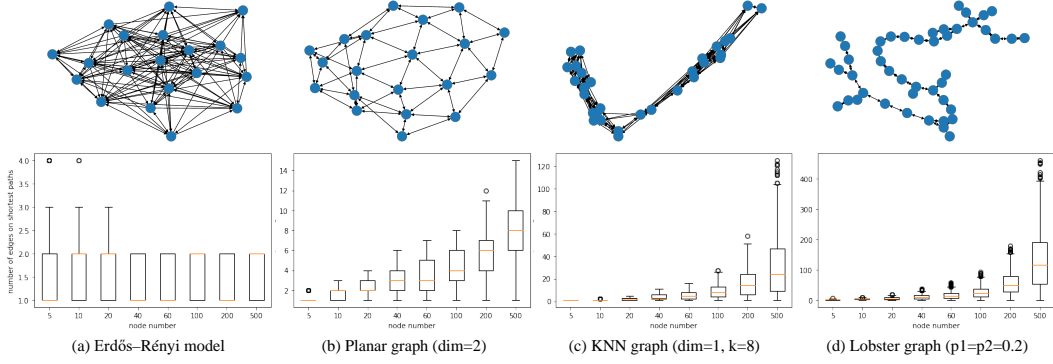 number of edges on shortest paths
4.0
3.5
3.0
2.5
2.0
1.5
1.0
5 10 20 40 60 100 200 500
node number
14
12
10
8
6
4
2
5 10 20 40 60 100 200 500
node number
120
100
80
60
40
20
0
5 10 20 40 60 100 200 500
node number
400
300
200
100
0
5 10 20 40 60 100 200 500
node number
(a) Erdős–Rényi model
(b) Planar graph (dim=2)
(c) KNN graph (dim=1, k=8)
(d) Lobster graph (p1=p2=0.2)